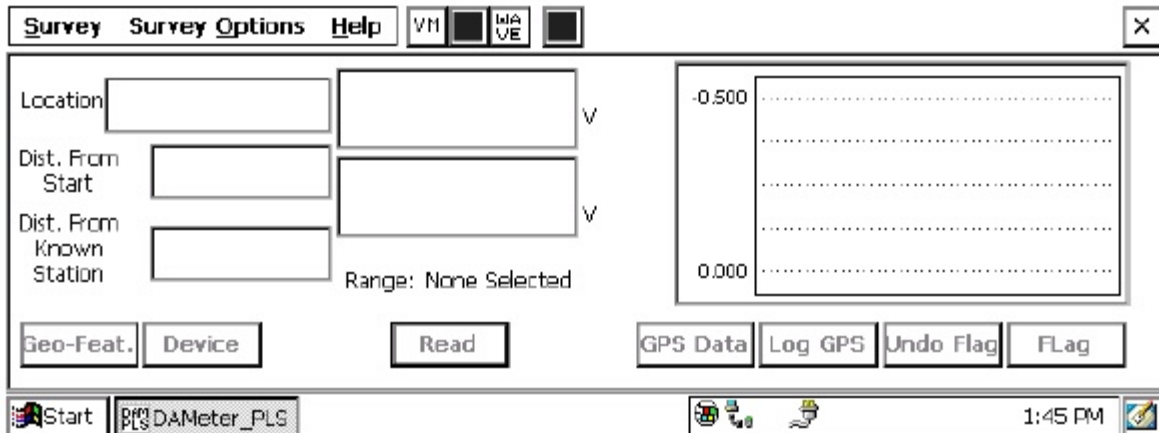 Survey Survey Options Help VM WA VE
Location
V
-0.500
Dist. From
Start
V
Dist. From
Known
Station
0.000
Range: None Selected
Geo-Feat. Device Read GPS Data Log GPS Undo Flag FLag
Start DAMeter_PLS 1:45 PM